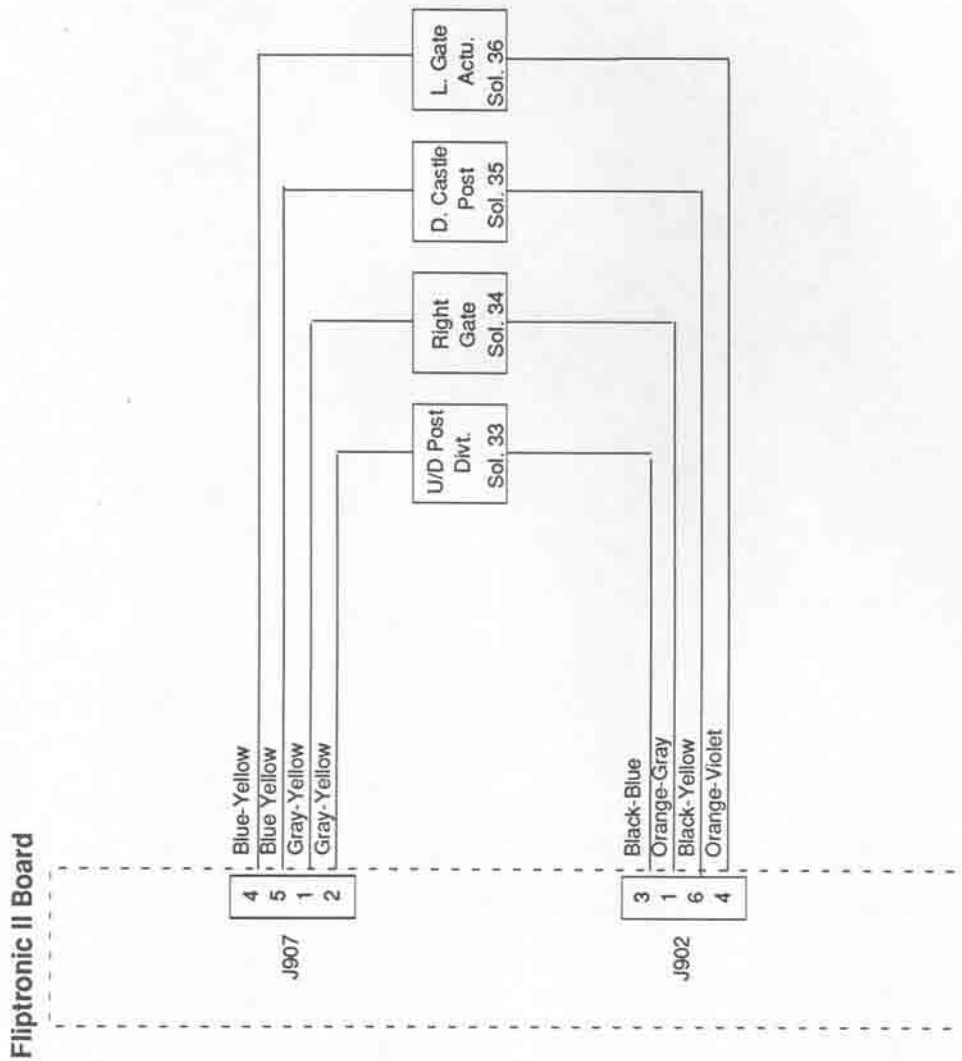 Fliptronic II Board
J907
4
5
1
2
Blue-Yellow
Blue Yellow
Gray-Yellow
Gray-Yellow
J902
3
1
6
4
Black-Blue
Orange-Gray
Black-Yellow
Orange-Violet
U/D Post
Divt.
Sol. 33
Right
Gate
Sol. 34
D. Castle
Post
Sol. 35
L. Gate
Actu.
Sol. 36